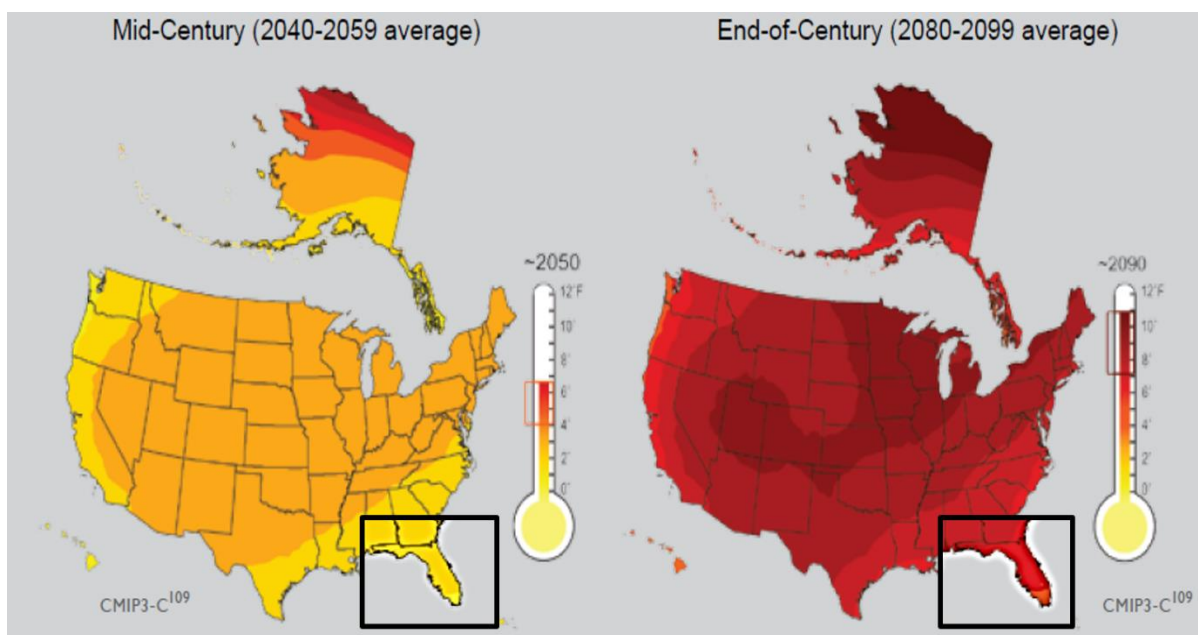 Mid-Century (2040-2059 average)
End-of-Century (2080-2099 average)
~2050
12°F
10°
8°
6°
4°
2°
0°
~2090
12°F
10°
8°
6°
4°
2°
0°
CMIP3-C109
CMIP3-C109